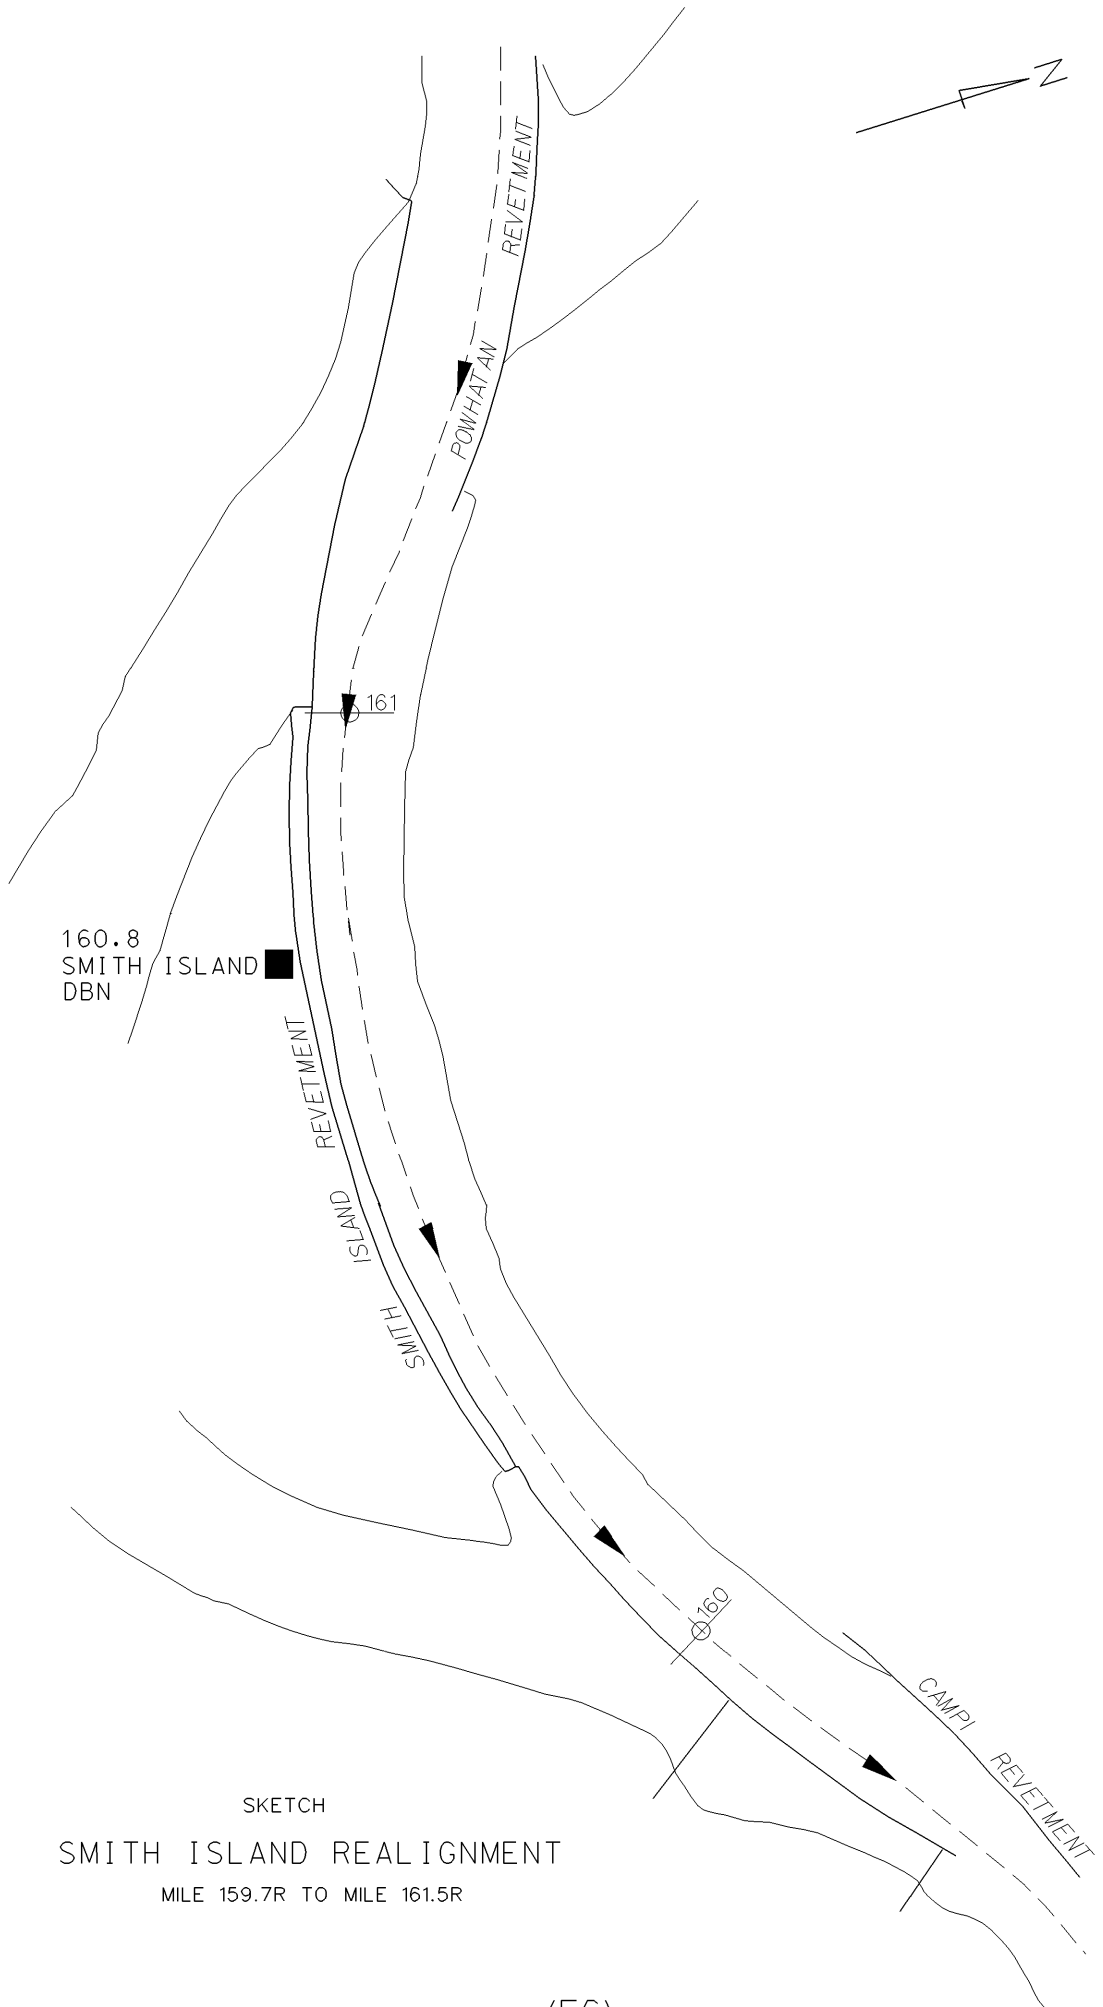 N
POWHATAN REVETMENT
161
160.8
SMITH ISLAND
DBN
SMITH ISLAND REVETMENT
160
CAMPI REVETMENT
SKETCH
SMITH ISLAND REALIGNMENT
MILE 159.7R TO MILE 161.5R